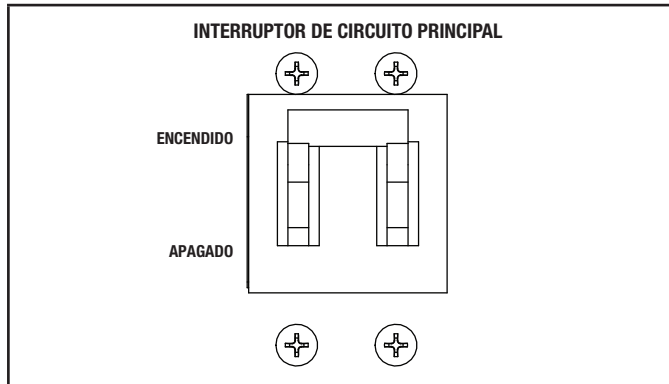 INTERRUPTOR DE CIRCUITO PRINCIPAL
ENCENDIDO
APAGADO